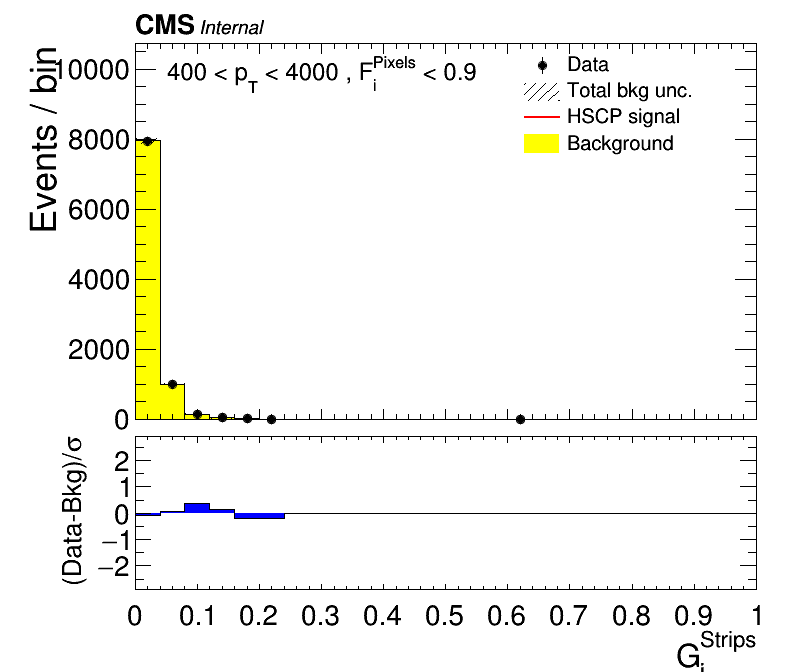 CMS Internal
400 < p_T < 4000 , F_i^Pixels < 0.9
Data
Total bkg unc.
HSCP signal
Background
Events / bin
10000
8000
6000
4000
2000
0
(Data-Bkg)/σ
2
1
0
−1
−2
0 0.1 0.2 0.3 0.4 0.5 0.6 0.7 0.8 0.9 1
G_i^Strips